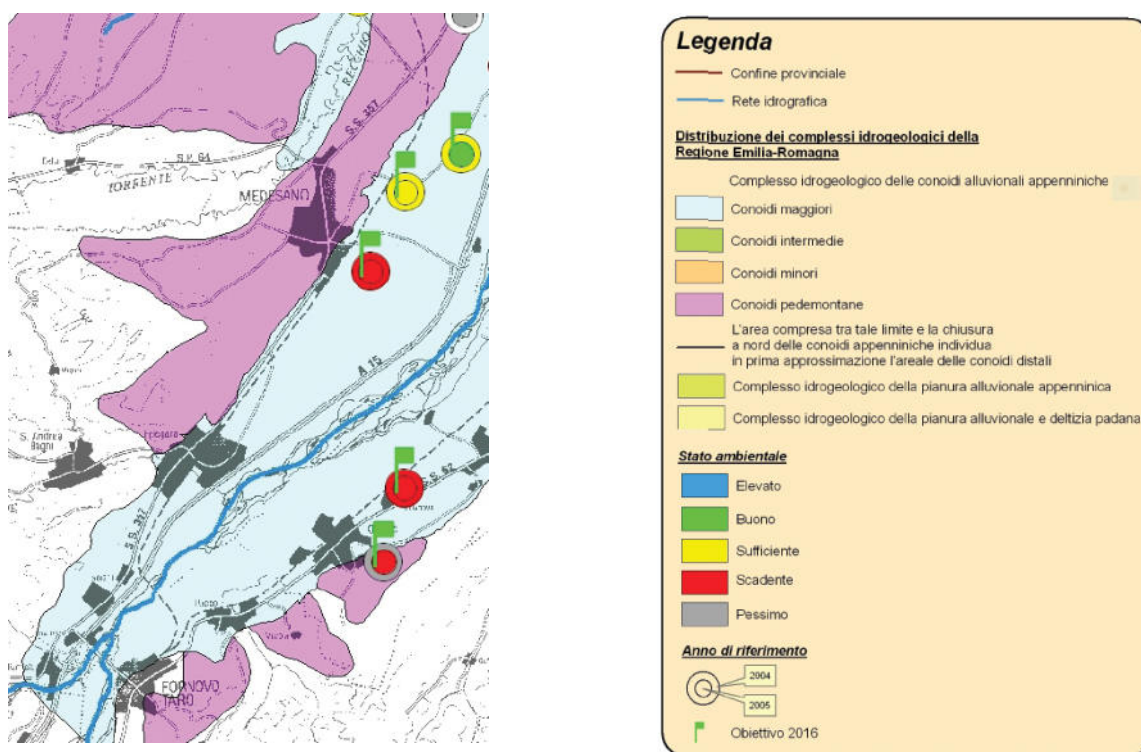 RECCHIO
S.S. 357
S.P. 64
TORRENTE
MEDESANO
A 15
S. Andrea
Bagni
S.S. 62
S.S. 357
FORNOVO
TARO
Legenda
Confine provinciale
Rete idrografica
Distribuzione dei complessi idrogeologici della
Regione Emilia-Romagna
Complesso idrogeologico delle conoidi alluvionali appenniniche
Conoidi maggiori
Conoidi intermedie
Conoidi minori
Conoidi pedemontane
L'area compresa tra tale limite e la chiusura
a nord delle conoidi appenniniche individua
in prima approssimazione l'areale delle conoidi distali
Complesso idrogeologico della pianura alluvionale appenninica
Complesso idrogeologico della pianura alluvionale e deltizia padana
Stato ambientale
Elevato
Buono
Sufficiente
Scadente
Pessimo
Anno di riferimento
2004
2005
Obiettivo 2016